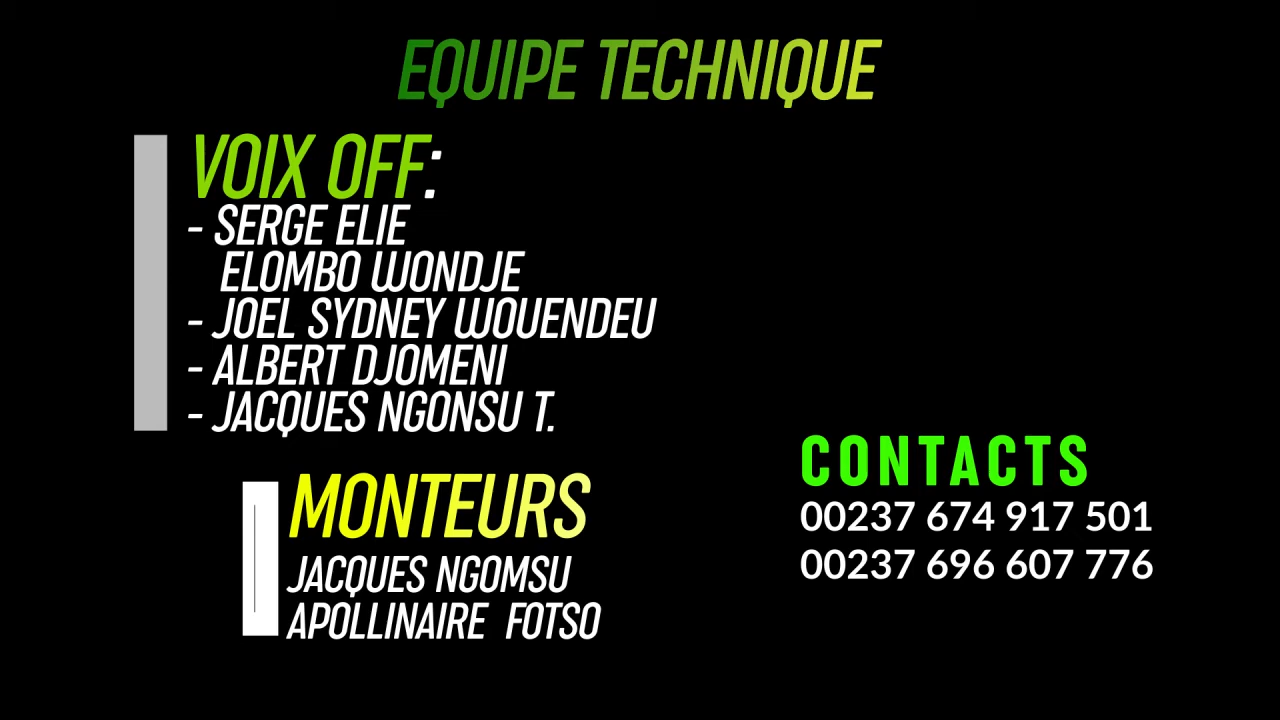 EQUIPE TECHNIQUE
VOIX OFF:
- SERGE ELIE
ELOMBO WONDJE
- JOEL SYDNEY WOUENDEU
- ALBERT DJOMENI
- JACQUES NGONSU T.
MONTEURS
JACQUES NGOMSU
APOLLINAIRE FOTSO
CONTACTS
00237 674 917 501
00237 696 607 776